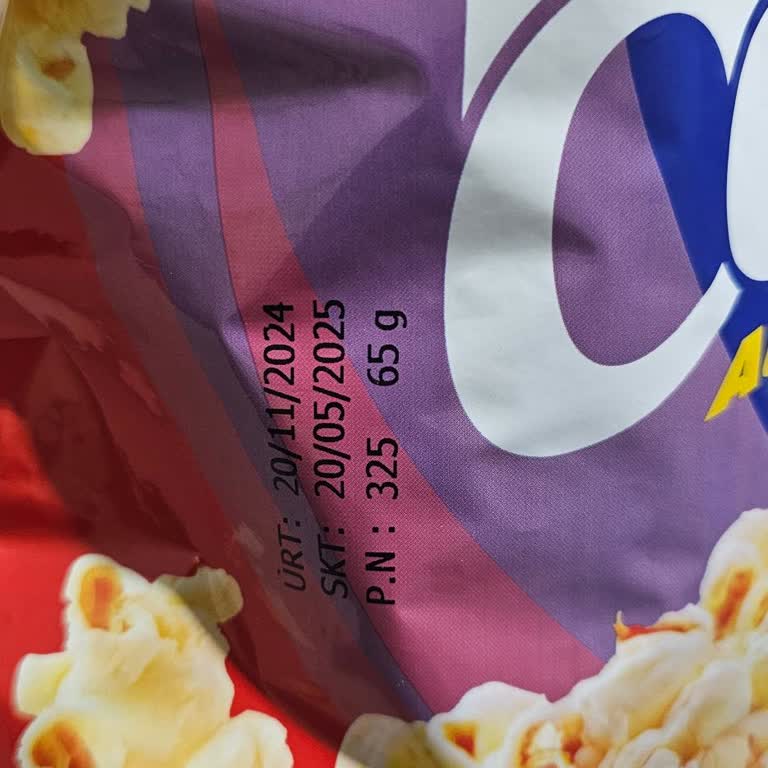 ÜRT: 20/11/2024
SKT: 20/05/2025
P.N : 325 65 g